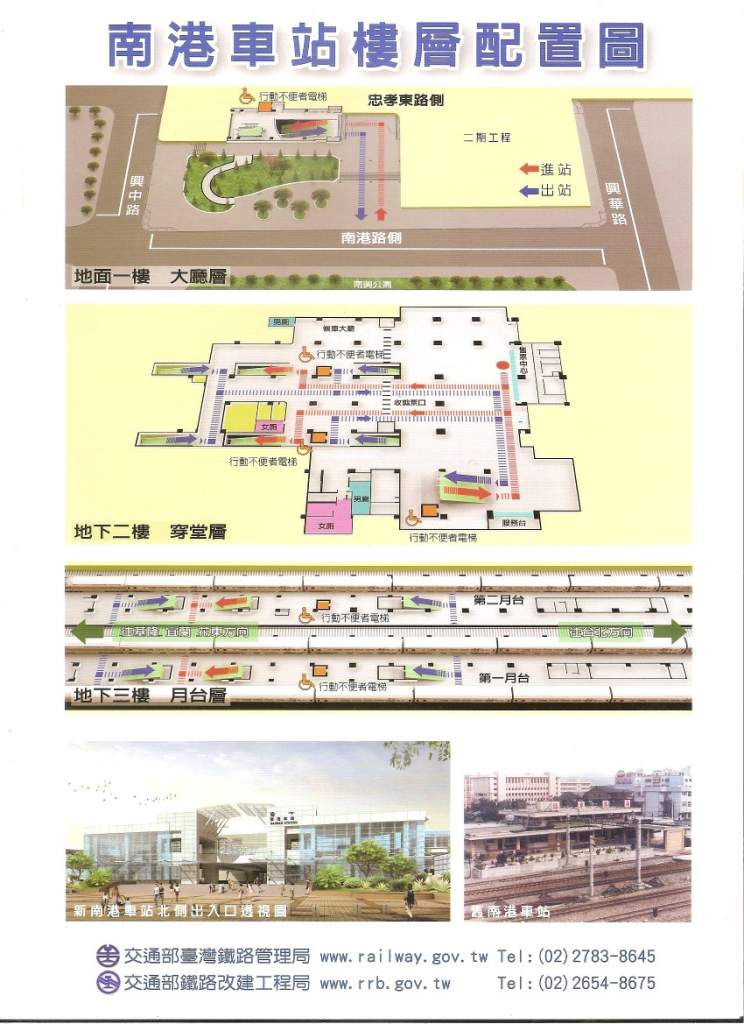 南港車站樓層配置圖
行動不便者電梯
忠孝東路側
二期工程
進站
出站
興中路
興華路
南港路側
地面一樓 大廳層
南興公園
男廁
候車大廳
售票中心
行動不便者電梯
收驗票口
女廁
行動不便者電梯
男廁
女廁
服務台
行動不便者電梯
地下二樓 穿堂層
第二月台
行動不便者電梯
往基隆 宜蘭 花東方向
往台北方向
第一月台
行動不便者電梯
地下三樓 月台層
南港車站
新南港車站北側出入口透視圖
舊南港車站
交通部臺灣鐵路管理局 www.railway.gov.tw Tel:(02)2783-8645
交通部鐵路改建工程局 www.rrb.gov.tw Tel:(02)2654-8675